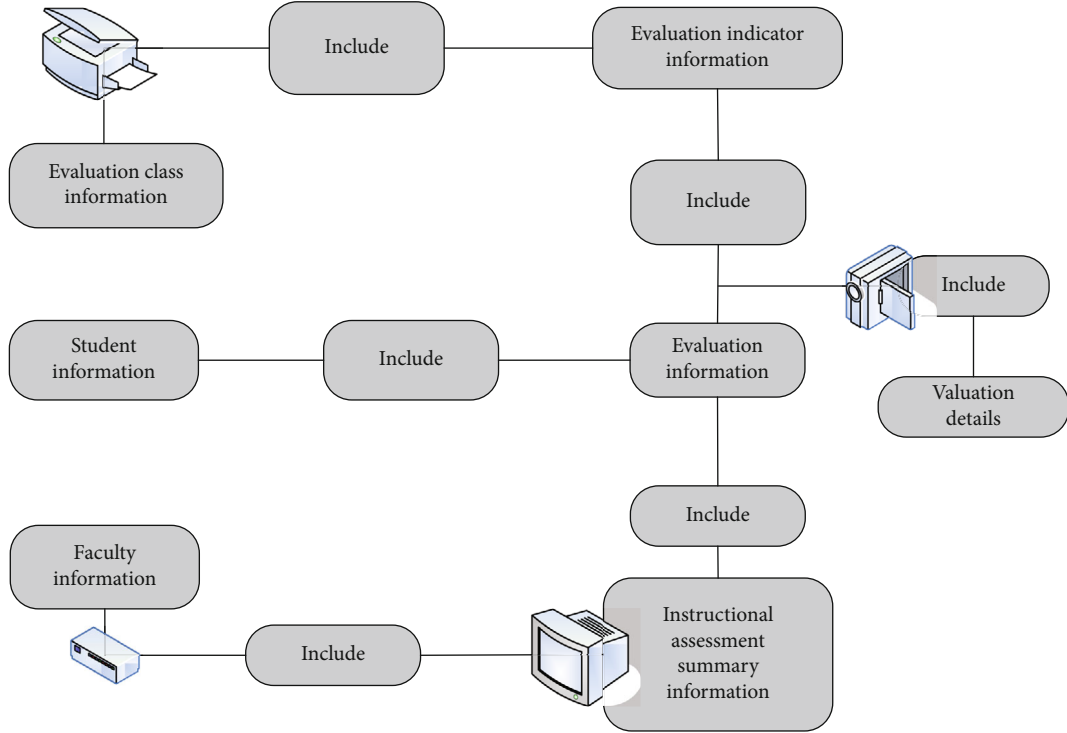 Include
Evaluation indicator
information
Evaluation class
information
Include
Include
Student
information
Include
Evaluation
information
Valuation
details
Include
Faculty
information
Include
Instructional
assessment
summary
information